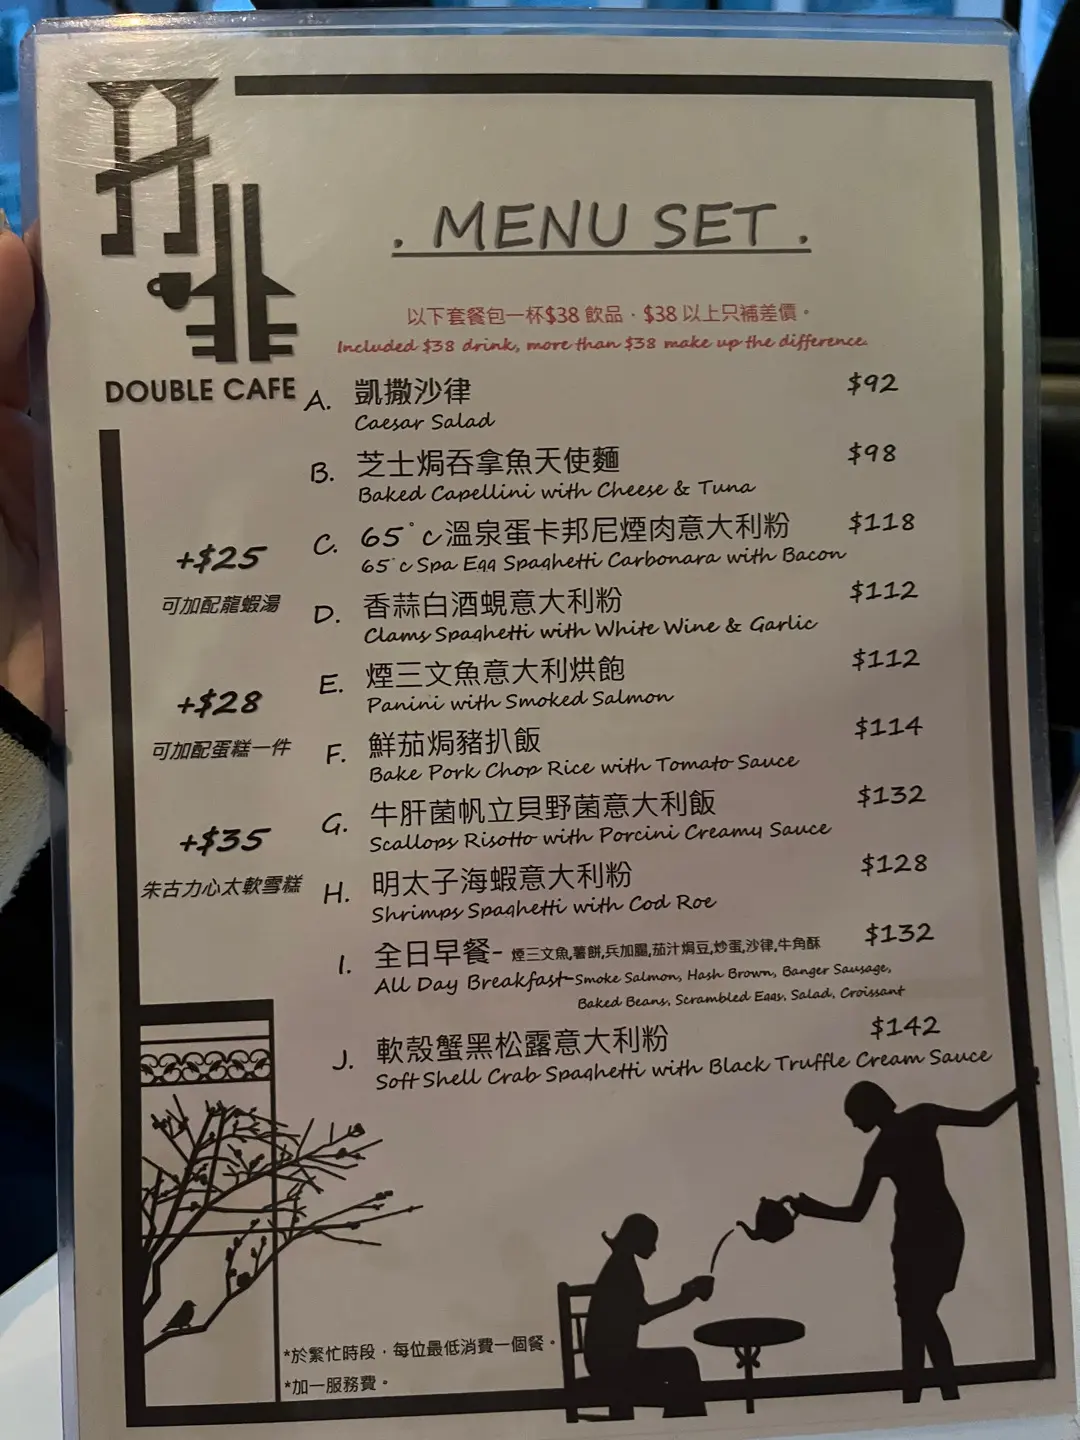 DOUBLE CAFE
. MENU SET .
以下套餐包一杯$38 飲品,$38 以上只補差價。
Included $38 drink, more than $38 make up the difference.
A. 凱撒沙律 $92
Caesar Salad
B. 芝士焗吞拿魚天使麵 $98
Baked Capellini with Cheese & Tuna
C. 65°c溫泉蛋卡邦尼煙肉意大利粉 $118
65°c Spa Egg Spaghetti Carbonara with Bacon
D. 香蒜白酒蜆意大利粉 $112
Clams Spaghetti with White Wine & Garlic
E. 煙三文魚意大利烘飽 $112
Panini with Smoked Salmon
F. 鮮茄焗豬扒飯 $114
Bake Pork Chop Rice with Tomato Sauce
G. 牛肝菌帆立貝野菌意大利飯 $132
Scallops Risotto with Porcini Creamy Sauce
H. 明太子海蝦意大利粉 $128
Shrimps Spaghetti with Cod Roe
I. 全日早餐- 煙三文魚,薯餅,兵加腸,茄汁焗豆,炒蛋,沙律,牛角酥 $132
All Day Breakfast-Smoke Salmon, Hash Brown, Banger Sausage,
Baked Beans, Scrambled Eggs, Salad, Croissant
J. 軟殼蟹黑松露意大利粉 $142
Soft Shell Crab Spaghetti with Black Truffle Cream Sauce
+$25
可加配龍蝦湯
+$28
可加配蛋糕一件
+$35
朱古力心太軟雪糕
*於繁忙時段,每位最低消費一個餐。
*加一服務費。